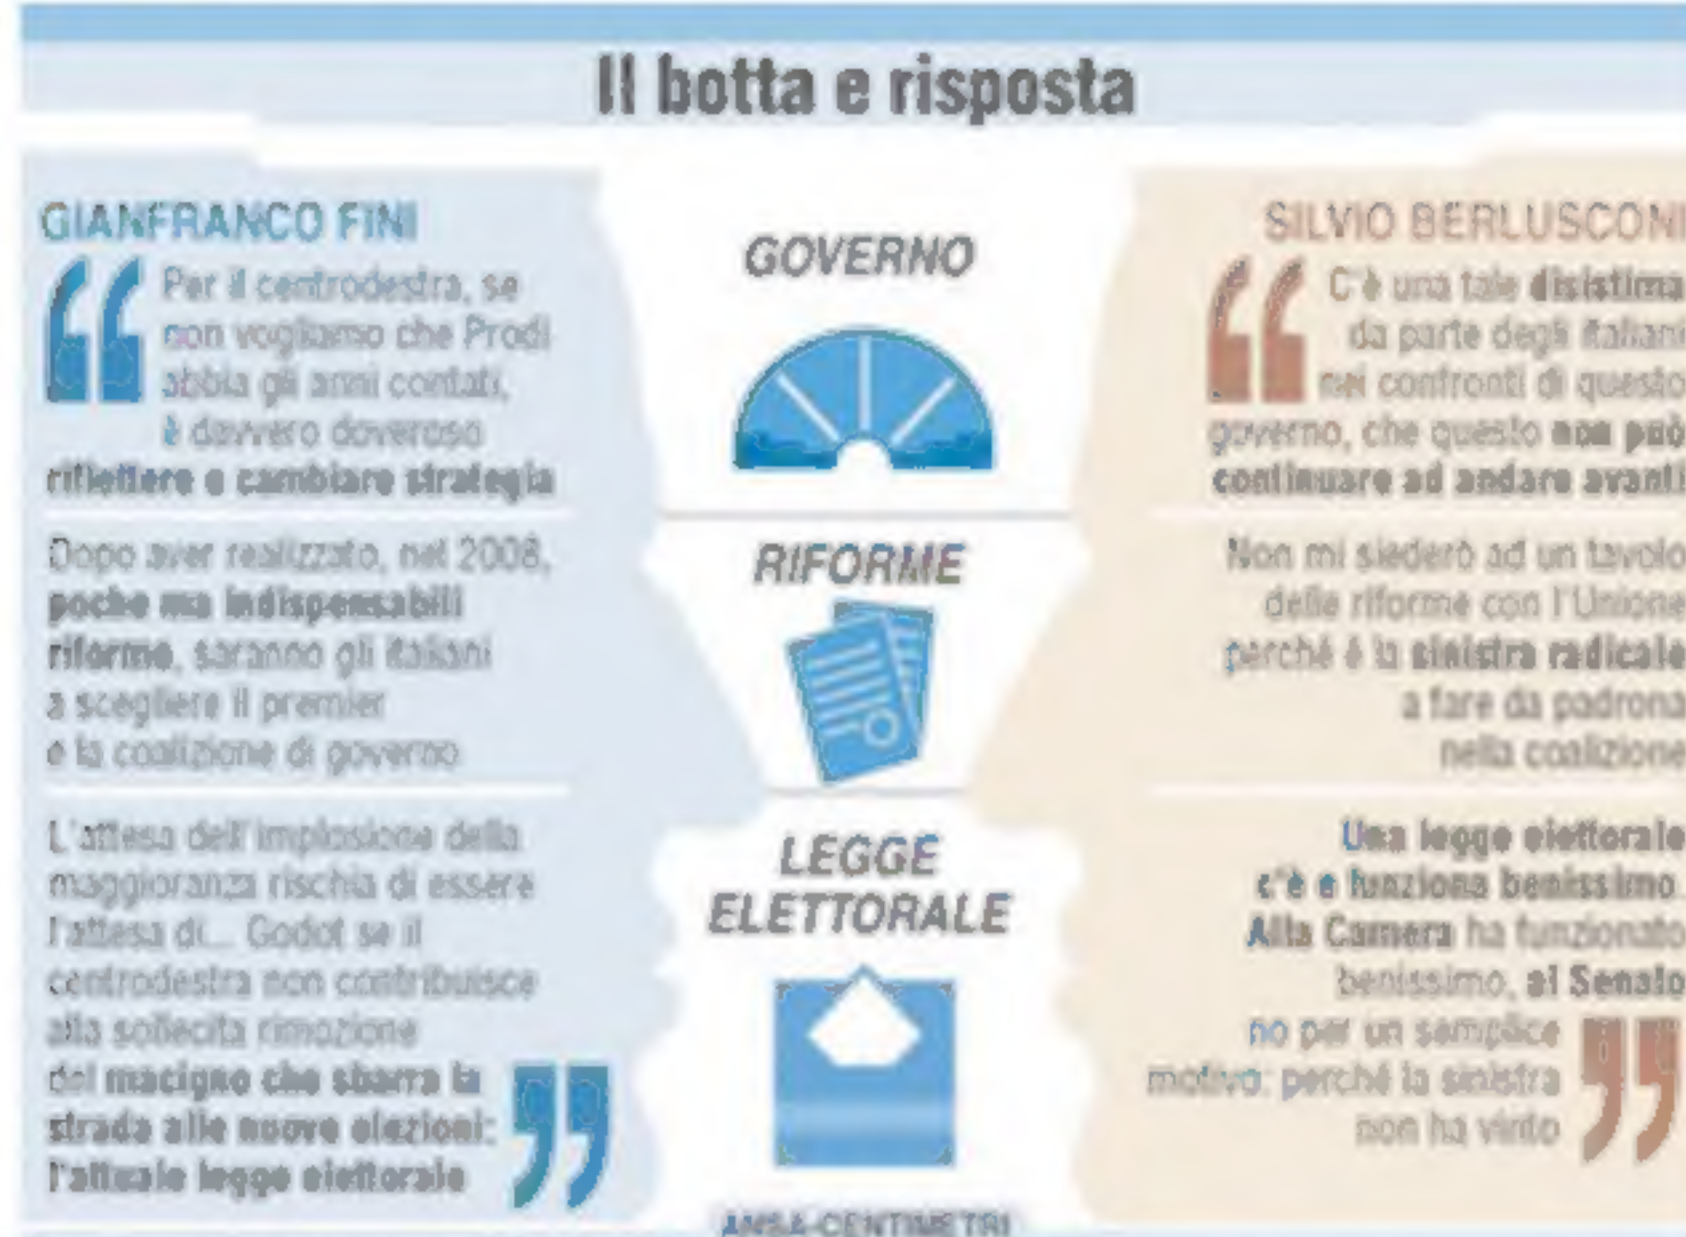 Il botta e risposta
GIANFRANCO FINI
Per il centrodestra, se
non vogliamo che Prodi
abbia gli anni contati,
è davvero doveroso
riflettere e cambiare strategia
Dopo aver realizzato, nel 2008,
poche ma indispensabili
riforme, saranno gli italiani
a scegliere il premier
e la coalizione di governo
L'attesa dell'implosione della
maggioranza rischia di essere
l'attesa di... Godot se il
centrodestra non contribuisce
alla sollecita rimozione
del macigno che sbarra la
strada alle nuove elezioni:
l'attuale legge elettorale
GOVERNO
RIFORME
LEGGE
ELETTORALE
ANSA-CENTIMETRI
SILVIO BERLUSCONI
C'è una tale disistima
da parte degli italiani
nei confronti di questo
governo, che questo non può
continuare ad andare avanti
Non mi siederò ad un tavolo
delle riforme con l'Unione
perché è la sinistra radicale
a fare da padrona
nella coalizione
Una legge elettorale
c'è e funziona benissimo.
Alla Camera ha funzionato
benissimo, al Senato
no per un semplice
motivo: perché la sinistra
non ha vinto